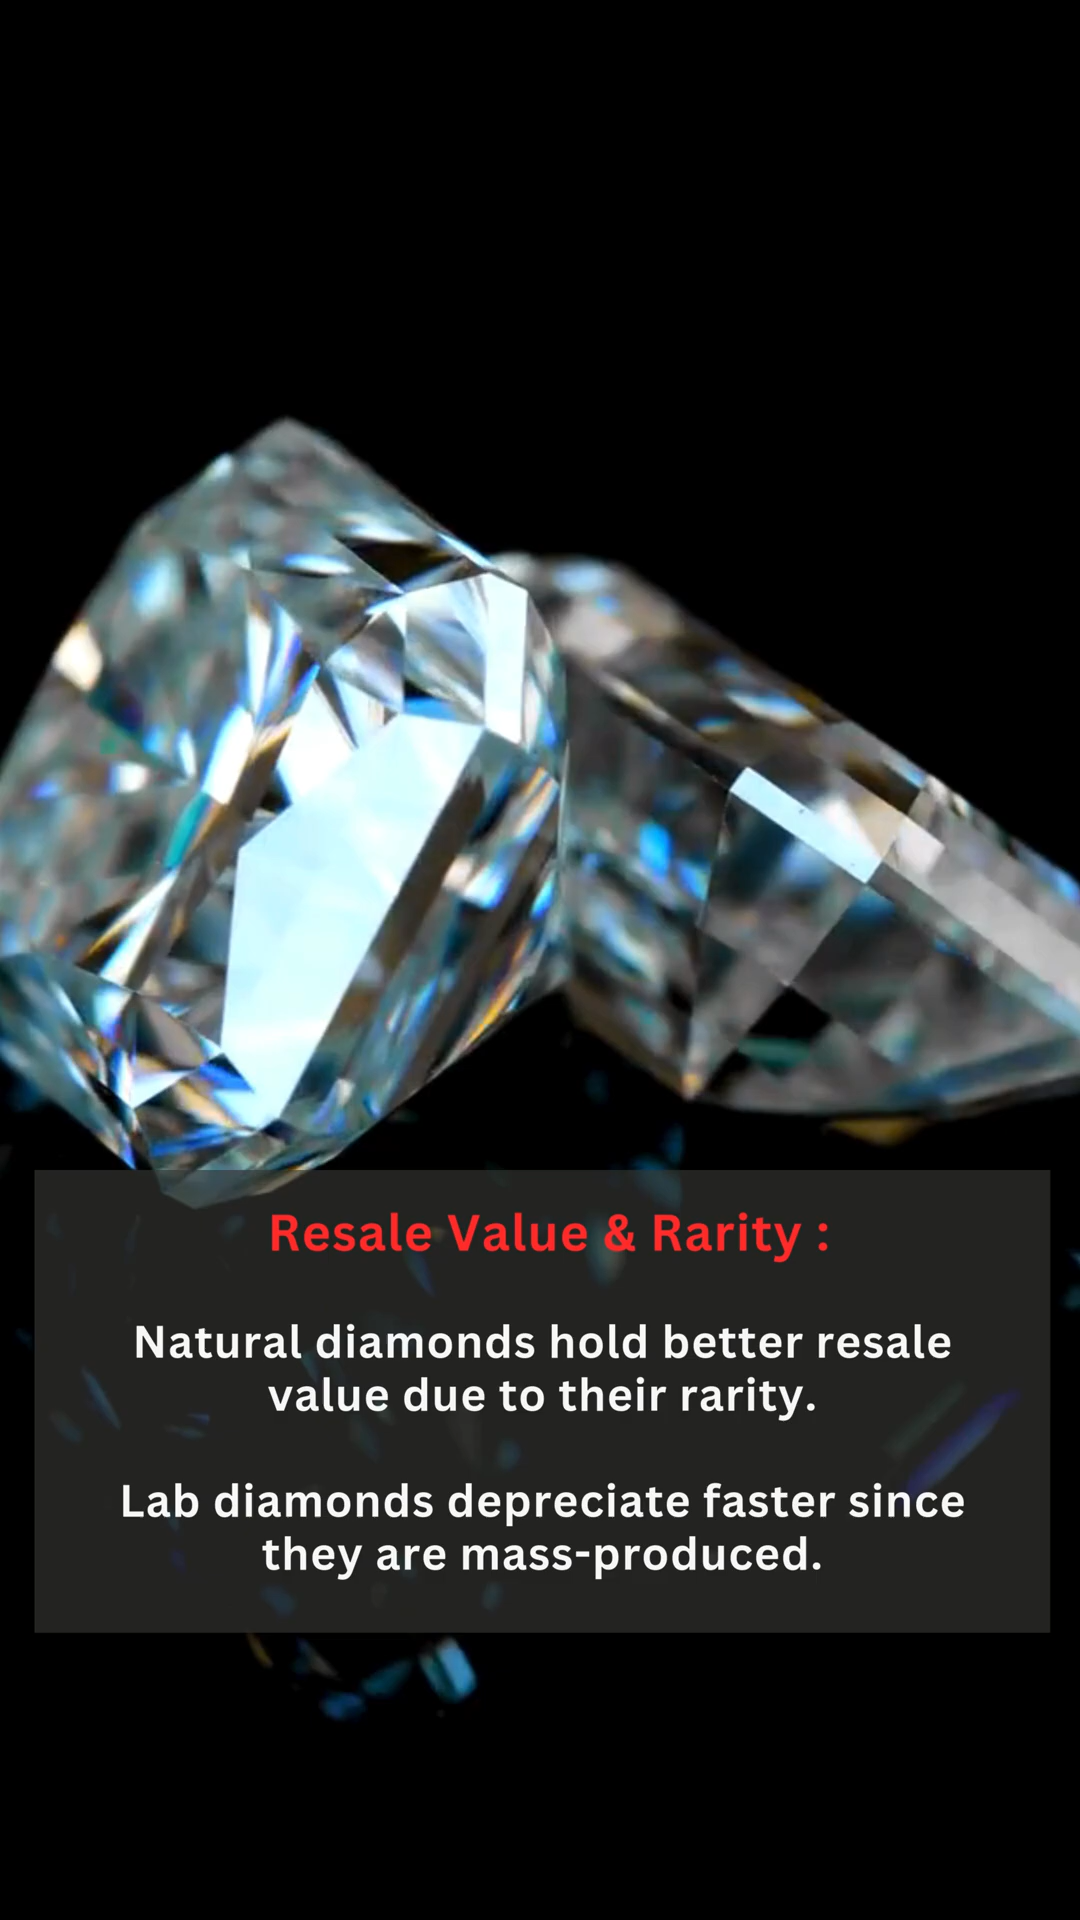 Resale Value & Rarity :
Natural diamonds hold better resale
value due to their rarity.
Lab diamonds depreciate faster since
they are mass-produced.